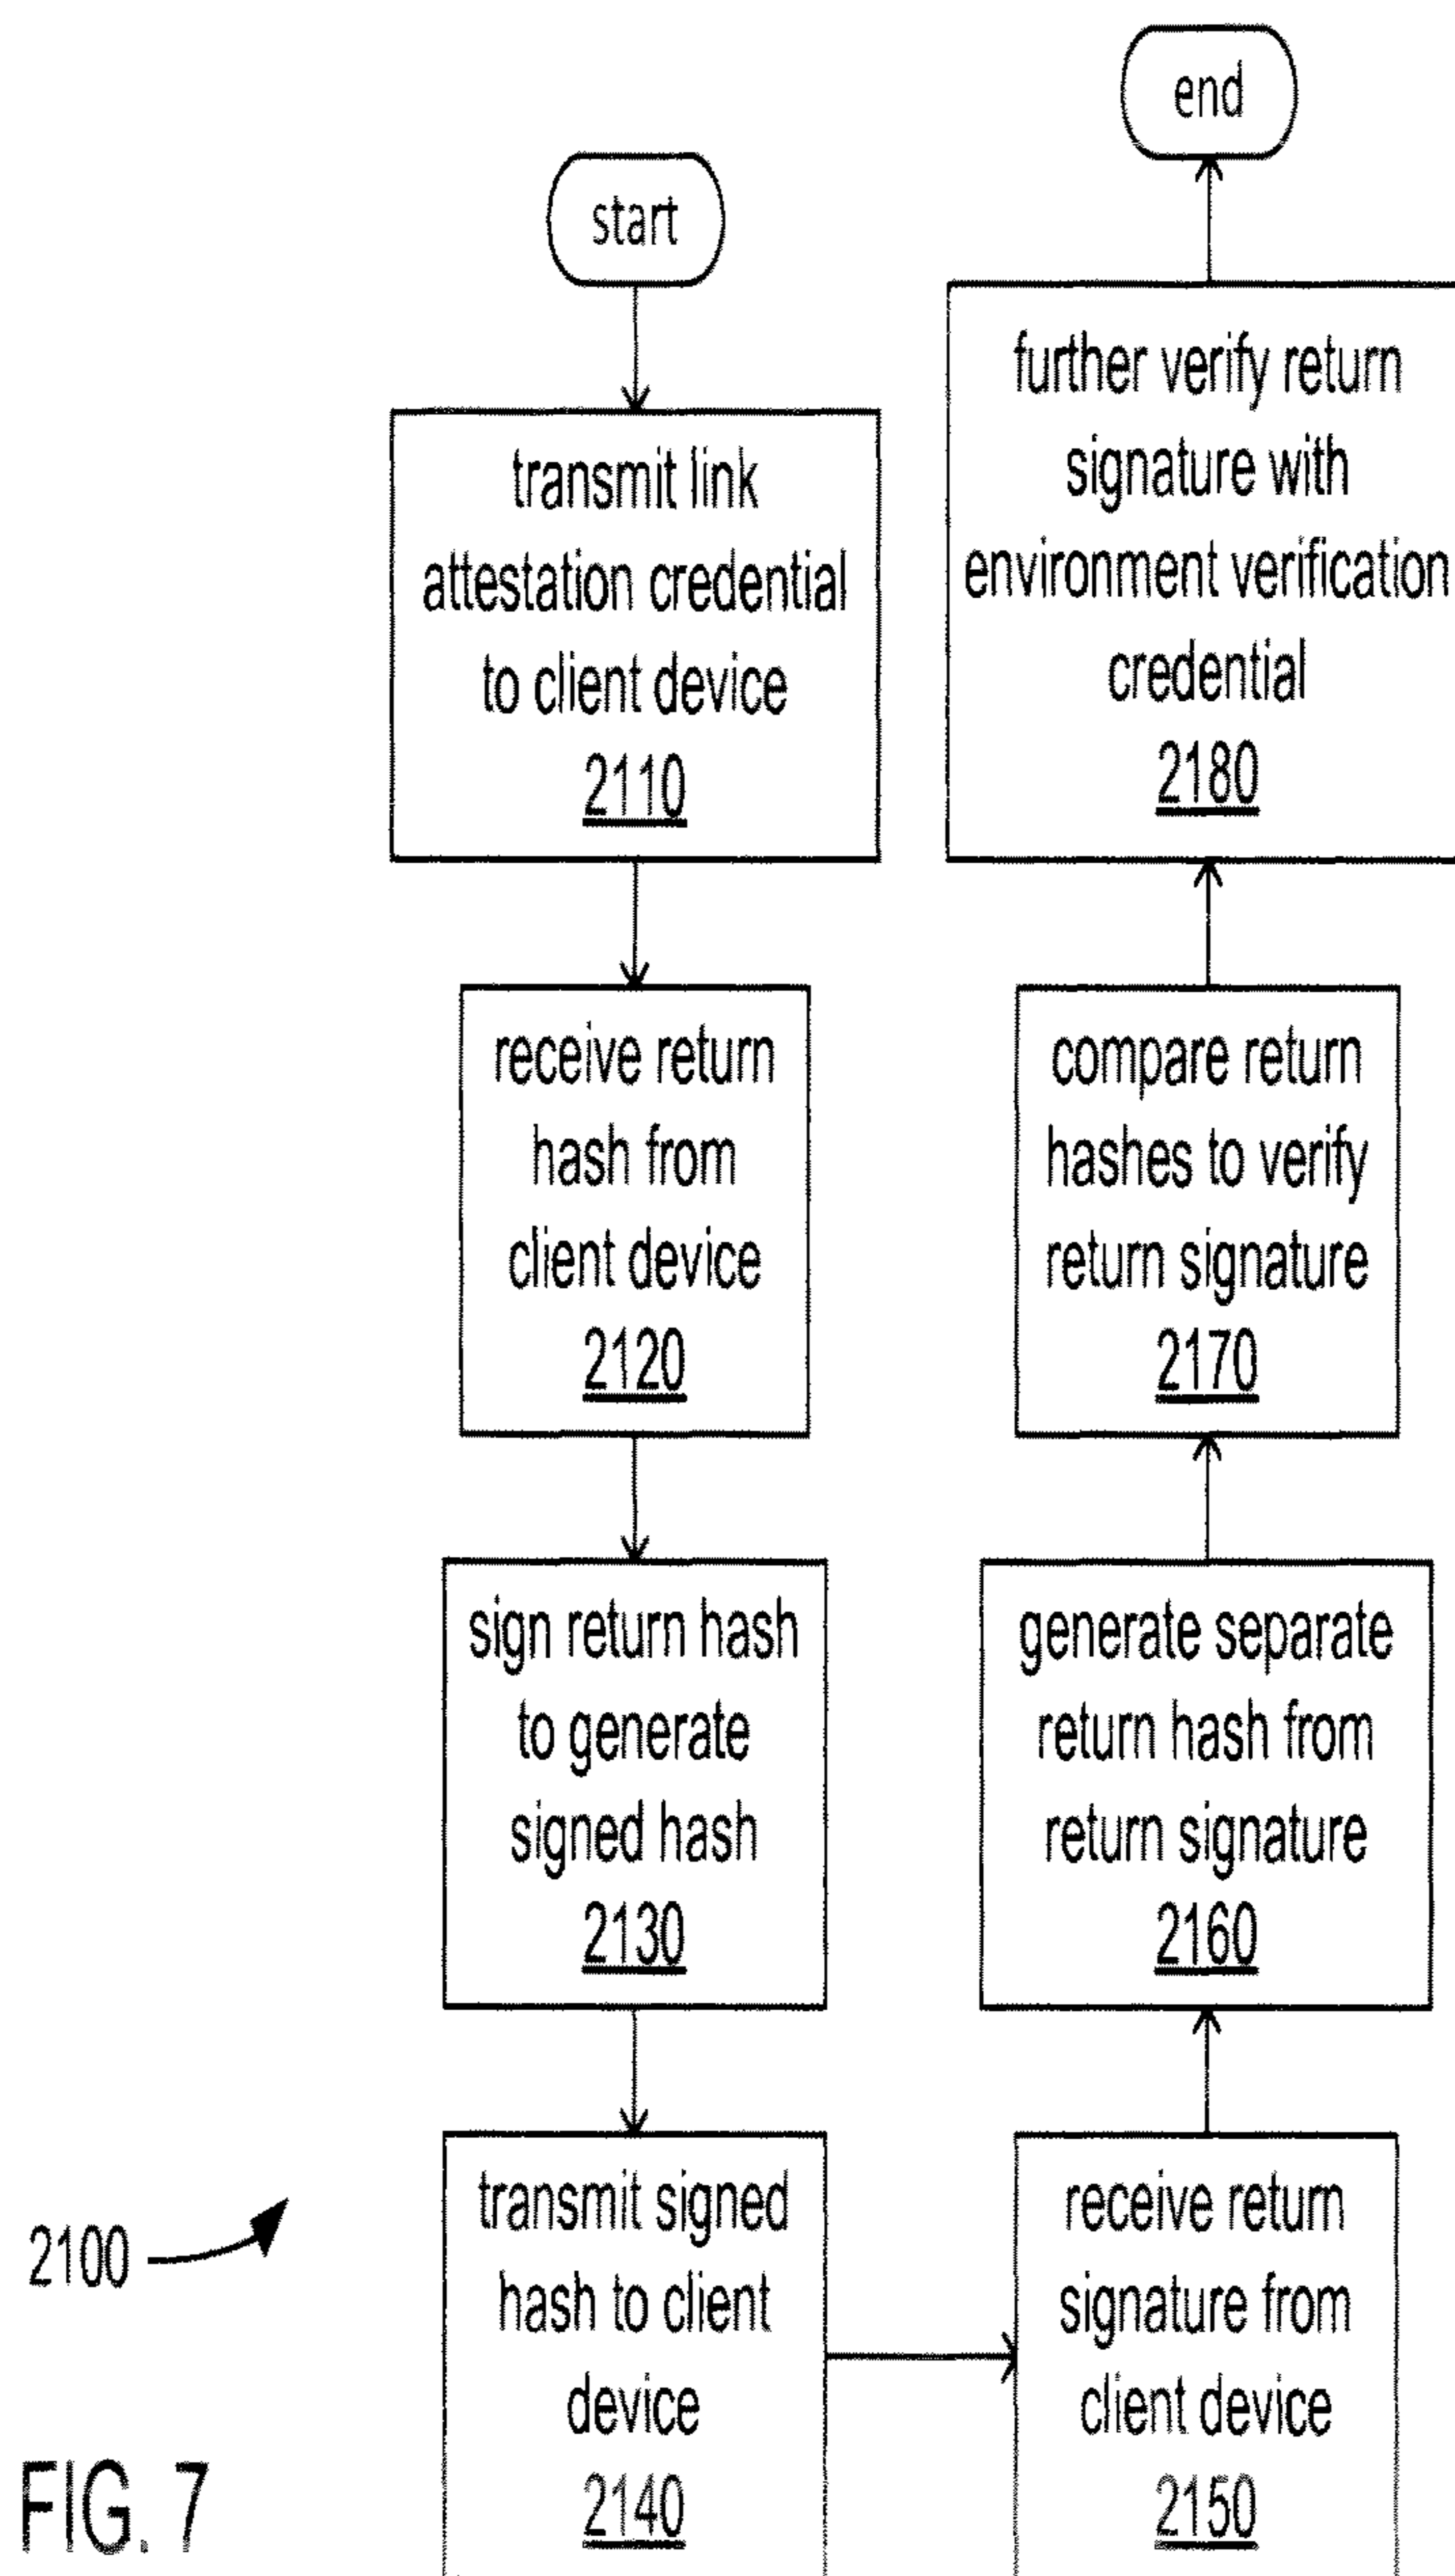 start
transmit link
attestation credential
to client device
2110
receive return
hash from
client device
2120
sign return hash
to generate
signed hash
2130
transmit signed
hash to client
device
2140
receive return
signature from
client device
2150
generate separate
return hash from
return signature
2160
compare return
hashes to verify
return signature
2170
further verify return
signature with
environment verification
credential
2180
end
2100
FIG. 7